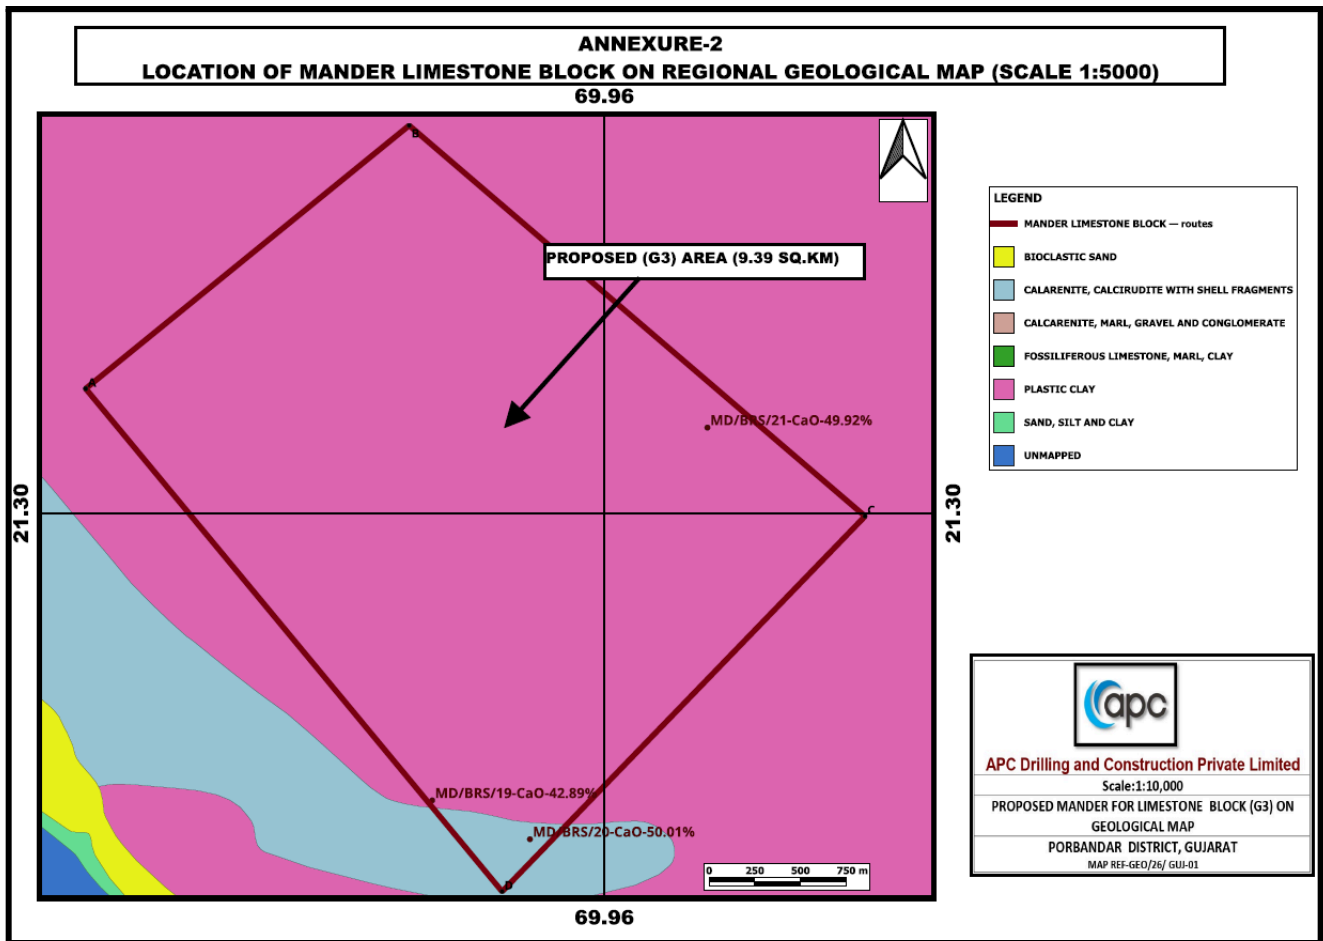 ANNEXURE-2
LOCATION OF MANDER LIMESTONE BLOCK ON REGIONAL GEOLOGICAL MAP (SCALE 1:5000)
69.96
B
PROPOSED (G3) AREA (9.39 SQ.KM)
A
MD/BRS/21-CaO-49.92%
21.30
C
21.30
MD/BRS/19-CaO-42.89%
MD/BRS/20-CaO-50.01%
D
0 250 500 750 m
69.96
LEGEND
MANDER LIMESTONE BLOCK — routes
BIOCLASTIC SAND
CALARENITE, CALCIRUDITE WITH SHELL FRAGMENTS
CALCARENITE, MARL, GRAVEL AND CONGLOMERATE
FOSSILIFEROUS LIMESTONE, MARL, CLAY
PLASTIC CLAY
SAND, SILT AND CLAY
UNMAPPED
apc
APC Drilling and Construction Private Limited
Scale:1:10,000
PROPOSED MANDER FOR LIMESTONE BLOCK (G3) ON
GEOLOGICAL MAP
PORBANDAR DISTRICT, GUJARAT
MAP REF-GEO/26/ GUJ-01